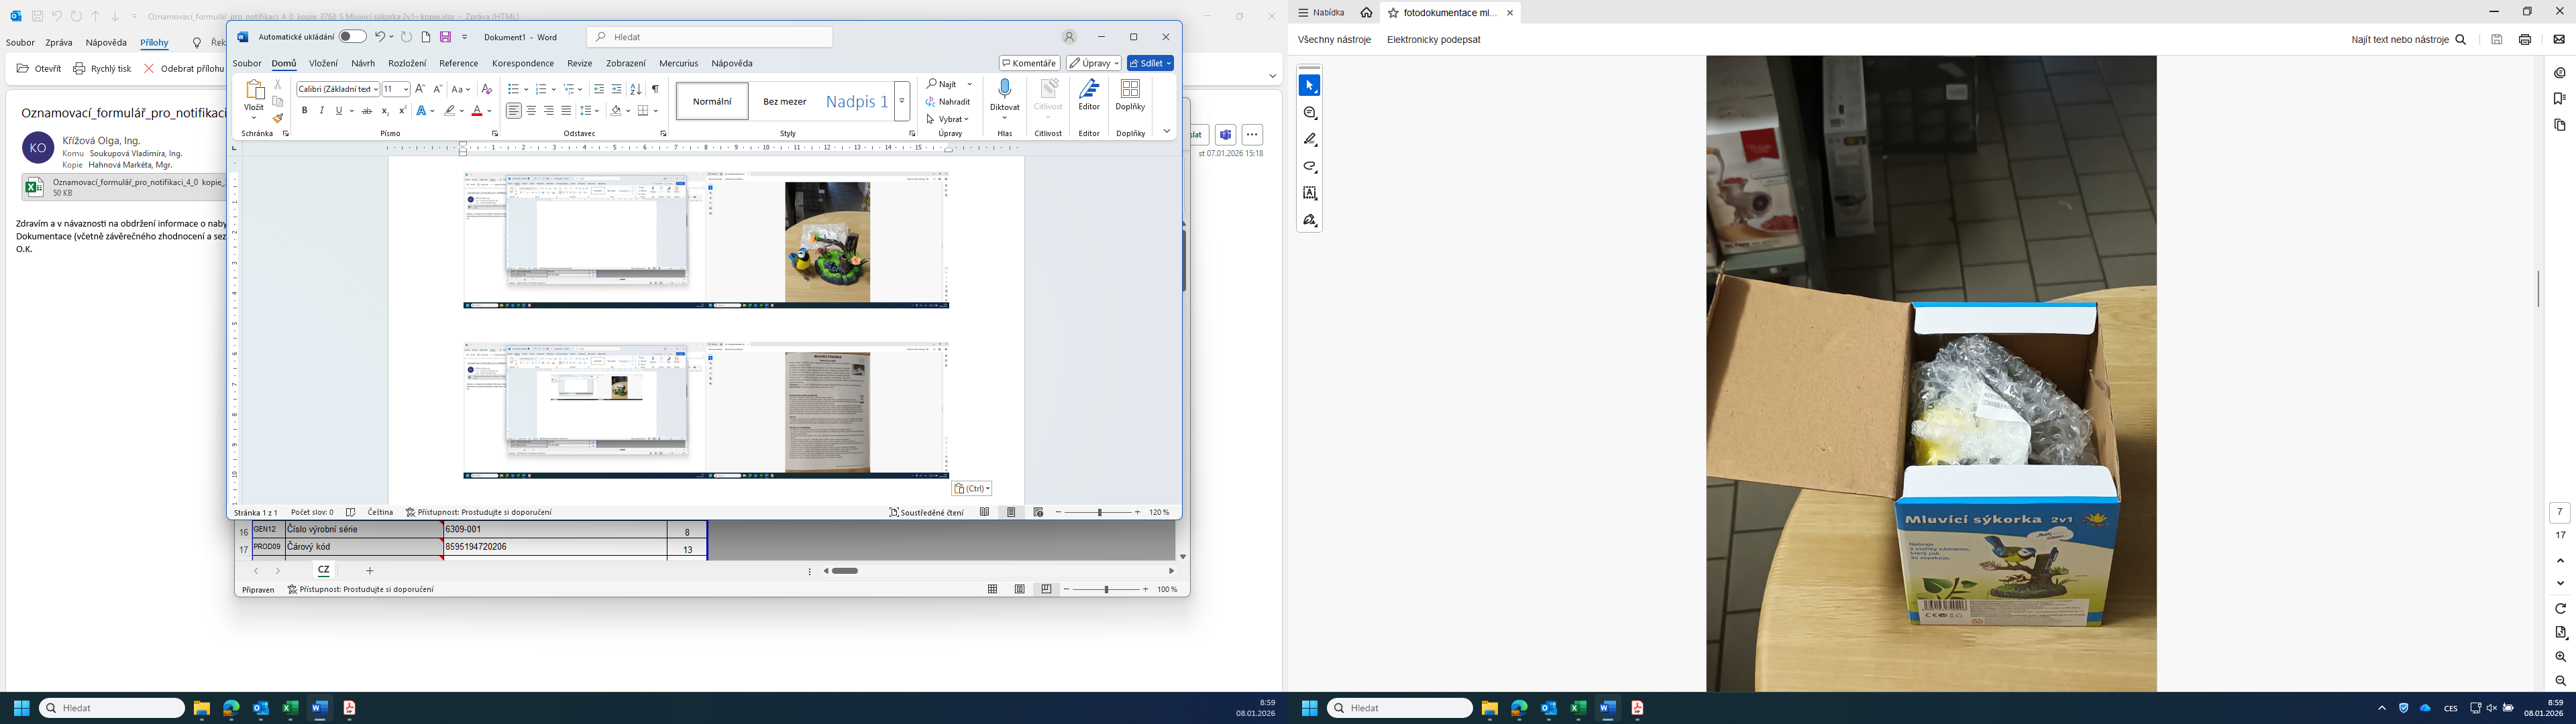 Oznamovací_formulář_pro_notifikaci_4_0_kopie_3763_S Mluvicí sýkorka 2v1– kopie.xlsx - Zpráva (HTML)
Soubor Zpráva Nápověda Přílohy
Otevřít Rychlý tisk Odebrat přílohu
Oznamovací_formulář_pro_notifikaci
KO
Křížová Olga, Ing.
Komu Soukupová Vladimíra, Ing.
Kopie Hahnová Markéta, Mgr.
Oznamovací_formulář_pro_notifikaci_4_0 kopie_
50 KB
st 07.01.2026 15:18
Zdravím a v návaznosti na obdržení informace o naby
Dokumentace (včetně závěrečného zhodnocení a sez
O.K.
Automatické ukládání Dokument1 - Word Hledat
Soubor Domů Vložení Návrh Rozložení Reference Korespondence Revize Zobrazení Mercurius Nápověda
Komentáře Úpravy Sdílet
Vložit
Calibri (Základní text 11
Normální Bez mezer Nadpis 1
Najít
Nahradit
Vybrat
Diktovat Citlivost Editor Doplňky
Schránka Písmo Odstavec Styly Úpravy Hlas Citlivost Editor Doplňky
(Ctrl)
Stránka 1 z 1 Počet slov: 0 Čeština Přístupnost: Prostudujte si doporučení Soustředěné čtení 120 %
16 GEN12 Číslo výrobní série 6309-001 8
17 PROD09 Čárový kód 8595194720206 13
CZ
Připraven Přístupnost: Prostudujte si doporučení 100 %
Hledat
8:59
08.01.2026
Nabídka fotodokumentace ml...
Všechny nástroje Elektronicky podepsat Najít text nebo nástroje
Mluvící sýkorka 2v1
7
17
Hledat
CES
8:59
08.01.2026